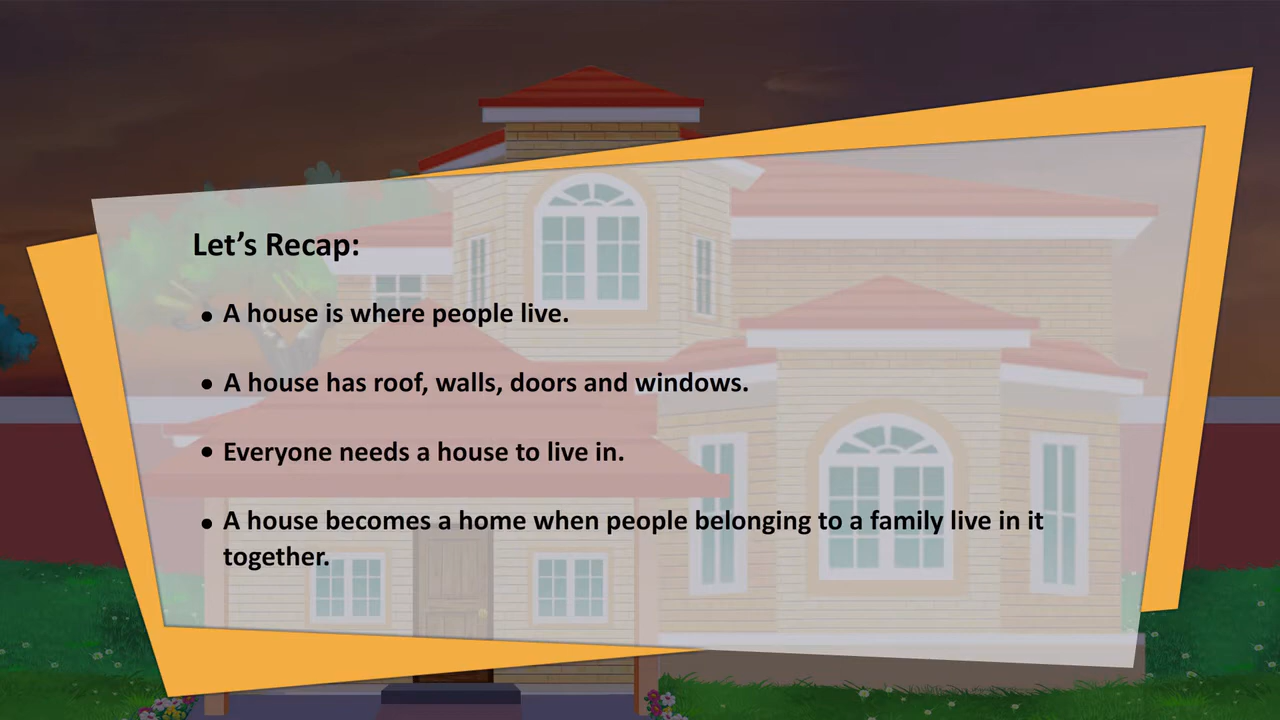 Let’s Recap:
• A house is where people live.
• A house has roof, walls, doors and windows.
• Everyone needs a house to live in.
• A house becomes a home when people belonging to a family live in it
together.